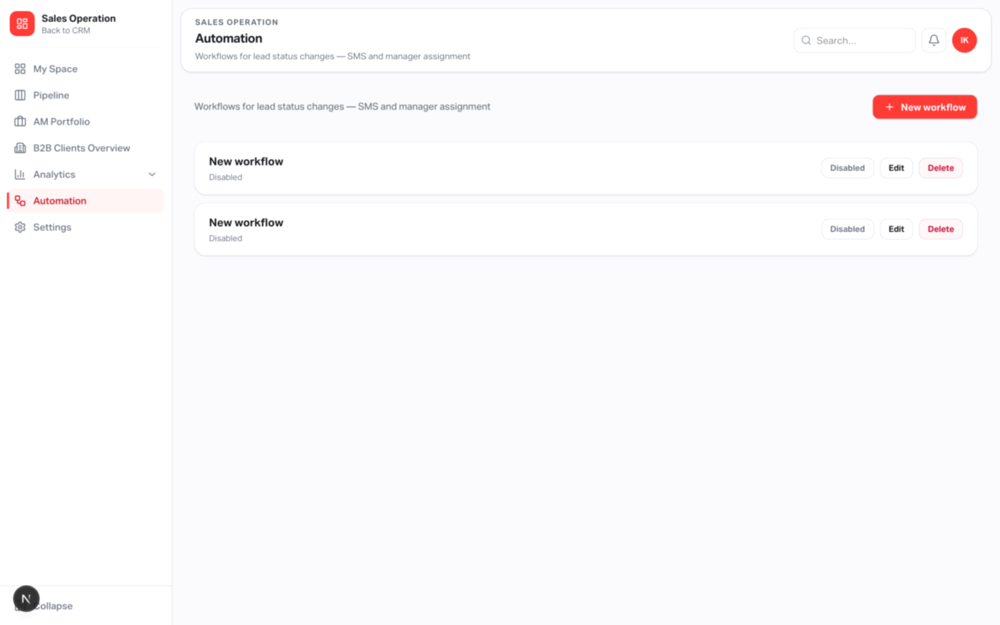 Sales Operation
Back to CRM
My Space
Pipeline
AM Portfolio
B2B Clients Overview
Analytics
Automation
Settings
N
Collapse
SALES OPERATION
Automation
Workflows for lead status changes — SMS and manager assignment
Search...
IK
Workflows for lead status changes — SMS and manager assignment
+ New workflow
New workflow
Disabled
Disabled Edit Delete
New workflow
Disabled
Disabled Edit Delete